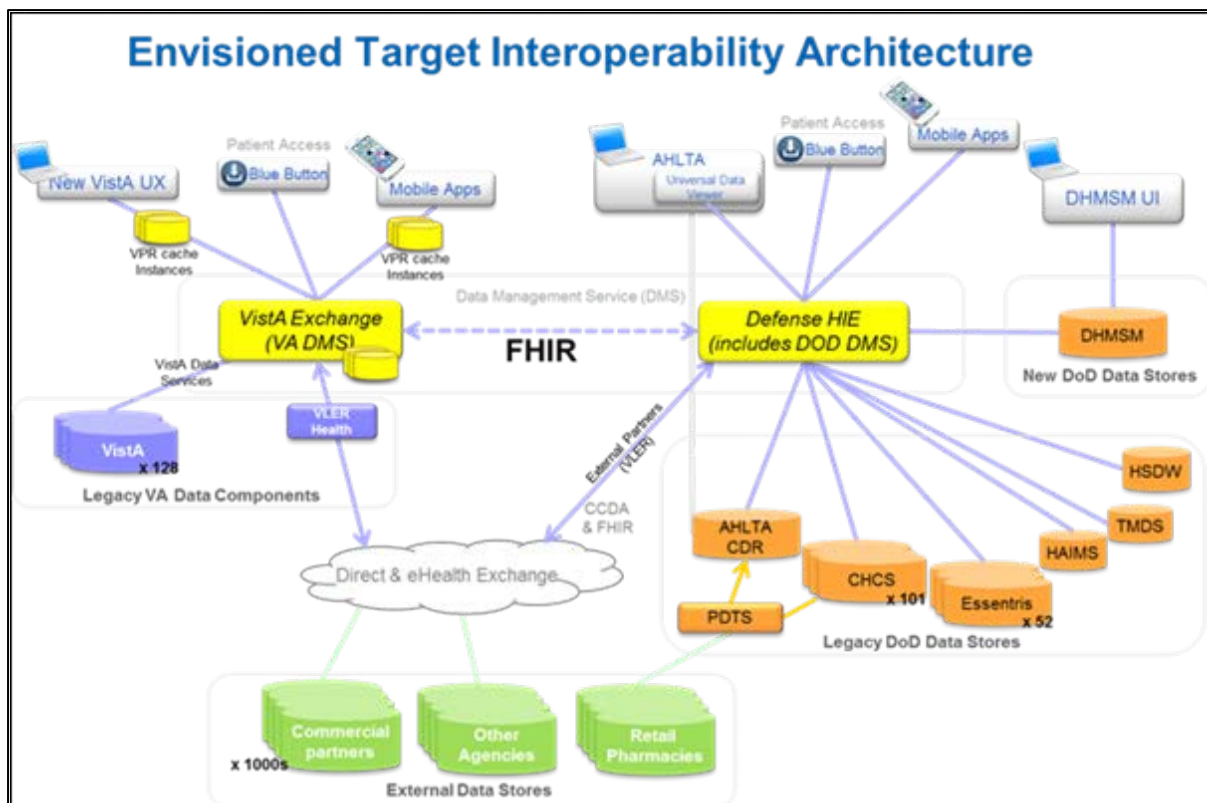 Envisioned Target Interoperability Architecture
Patient Access
New VistA UX
Blue Button
Mobile Apps
VPR cache
Instances
VPR cache
Instances
AHLTA
Universal Data
Viewer
Patient Access
Blue Button
Mobile Apps
DHMSM UI
Data Management Service (DMS)
VistA Exchange
(VA DMS)
FHIR
Defense HIE
(includes DOD DMS)
DHMSM
New DoD Data Stores
VistA Data
Services
VLER
Health
VistA
x 128
Legacy VA Data Components
External Partners
(VLER)
CCDA
& FHIR
Direct & eHealth Exchange
AHLTA
CDR
PDTS
CHCS
x 101
Essentris
x 52
HAIMS
TMDS
HSDW
Legacy DoD Data Stores
Commercial
partners
x 1000s
Other
Agencies
Retail
Pharmacies
External Data Stores